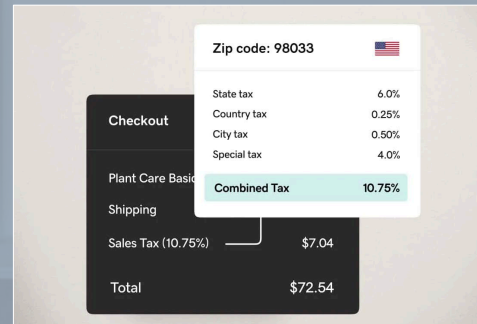 Zip code: 98033
State tax 6.0%
Country tax 0.25%
City tax 0.50%
Special tax 4.0%
Combined Tax 10.75%
Checkout
Plant Care Basic
Shipping
Sales Tax (10.75%) $7.04
Total $72.54